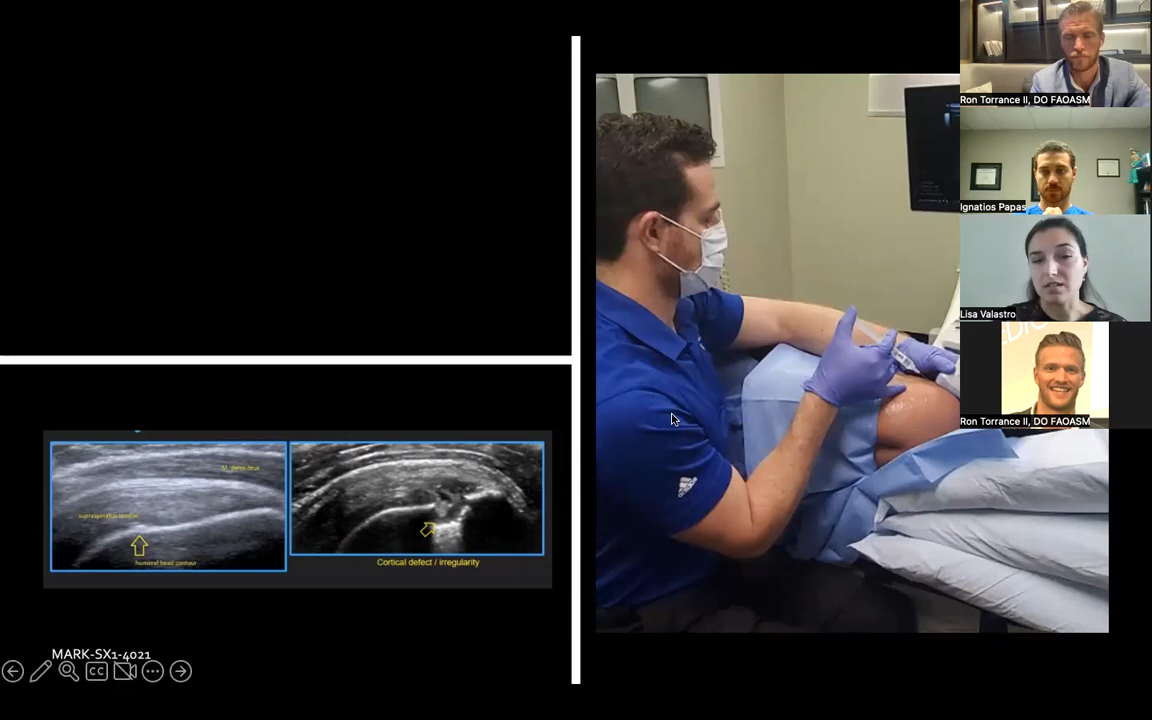 M. deltoideus
supraspinatus tendon
humeral head contour
Cortical defect / irregularity
MARK-SX1-4021
CC
Ron Torrance II, DO FAOASM
Ignatios Papas
Lisa Valastro
Ron Torrance II, DO FAOASM